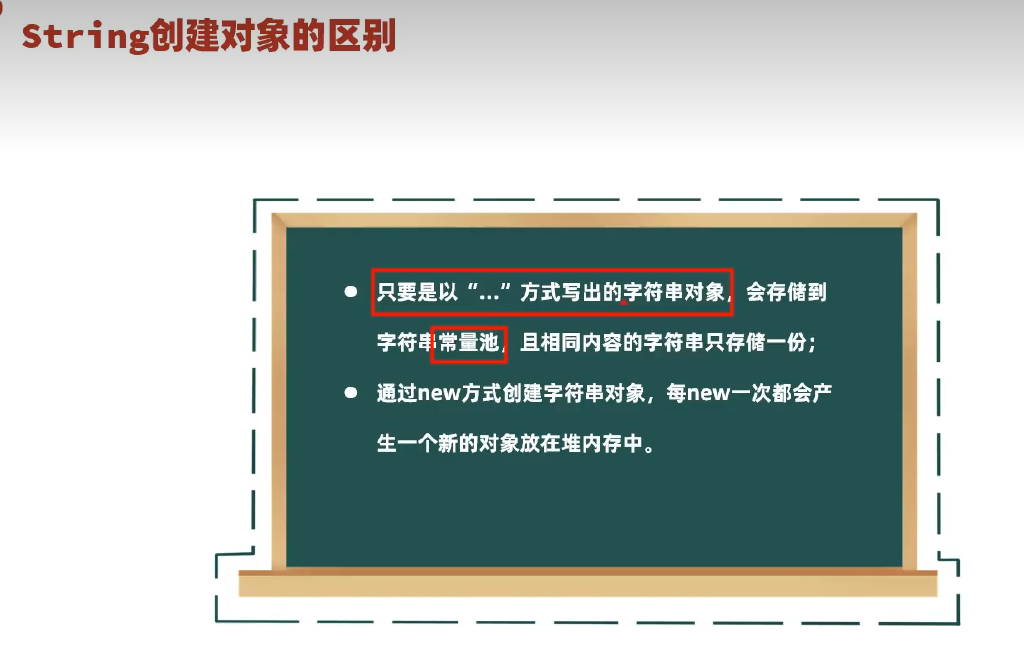 String创建对象的区别
只要是以“...”方式写出的字符串对象，会存储到
字符串常量池，且相同内容的字符串只存储一份；
通过new方式创建字符串对象，每new一次都会产
生一个新的对象放在堆内存中。